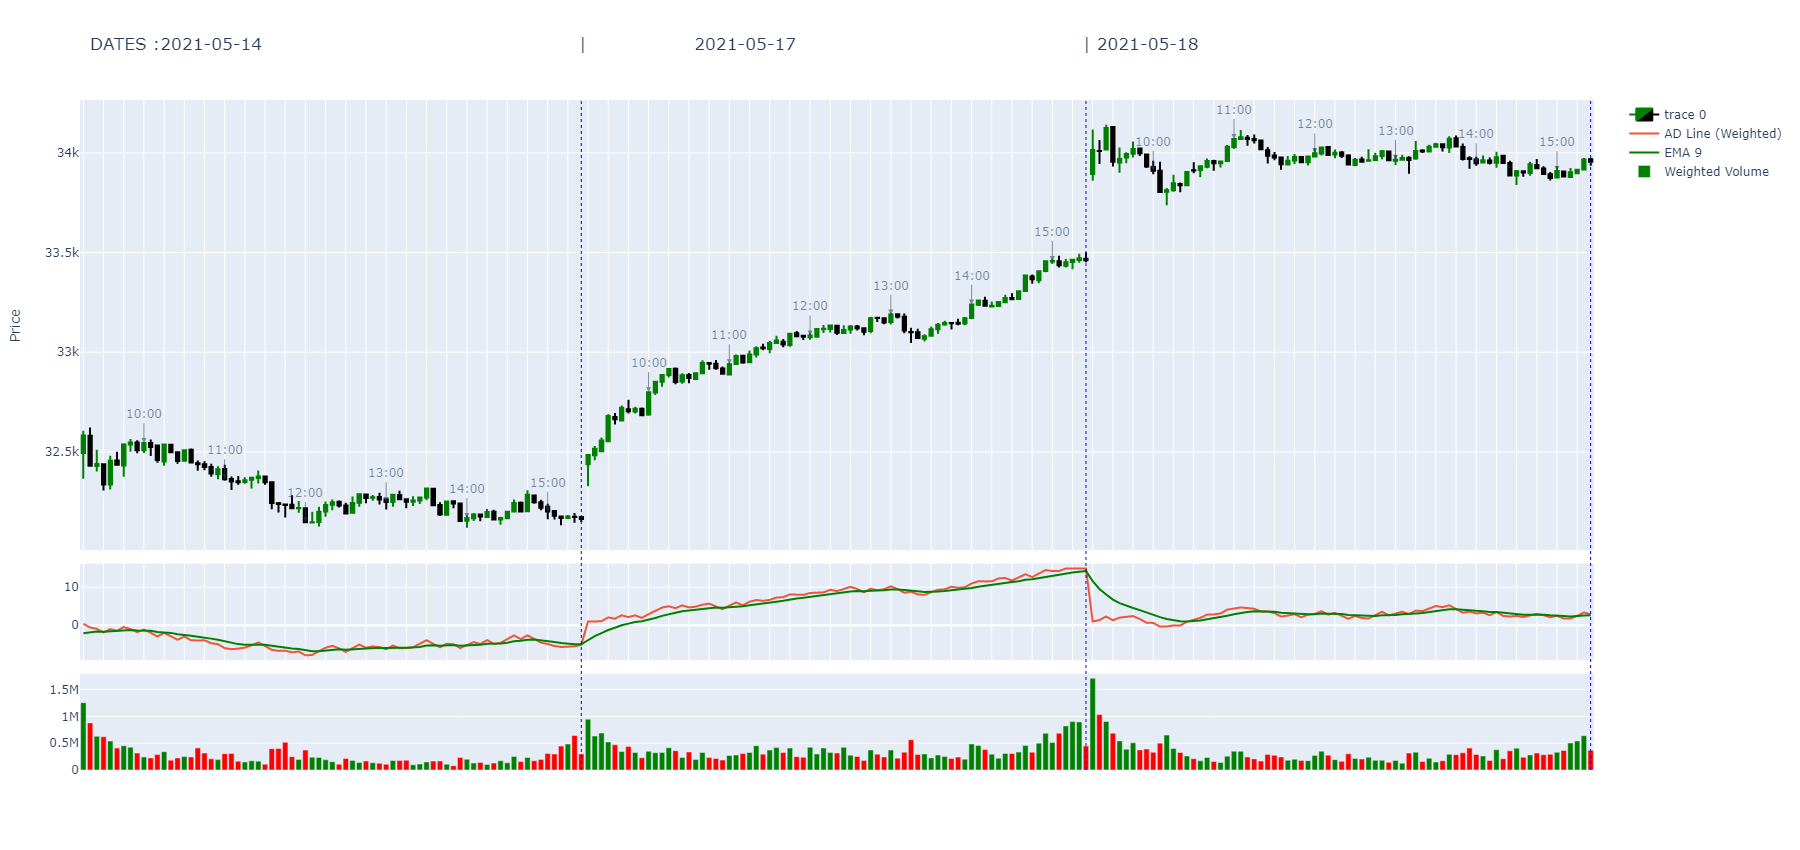 DATES :2021-05-14 | 2021-05-17 | 2021-05-18
trace 0
AD Line (Weighted)
EMA 9
Weighted Volume
Price
34k
33.5k
33k
32.5k
10:00
11:00
12:00
13:00
14:00
15:00
10:00
11:00
12:00
13:00
14:00
15:00
10:00
11:00
12:00
13:00
14:00
15:00
10
0
1.5M
1M
0.5M
0